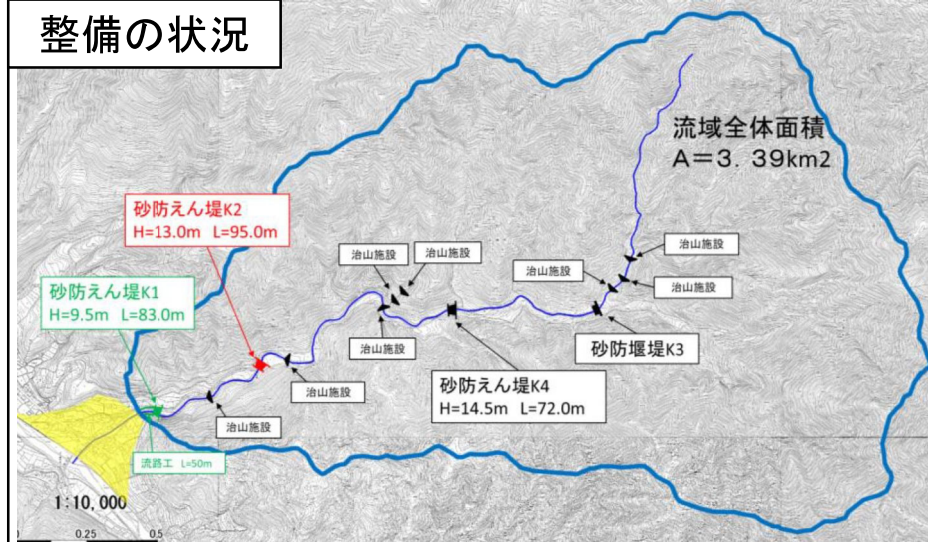 整備の状況
流域全体面積
A=3. 39km2
砂防えん堤K2
H=13.0m L=95.0m
治山施設
治山施設
治山施設
治山施設
治山施設
砂防えん堤K1
H=9.5m L=83.0m
治山施設
砂防堰堤K3
治山施設
砂防えん堤K4
H=14.5m L=72.0m
治山施設
流路工 L=50m
1:10,000
0 0.25 0.5